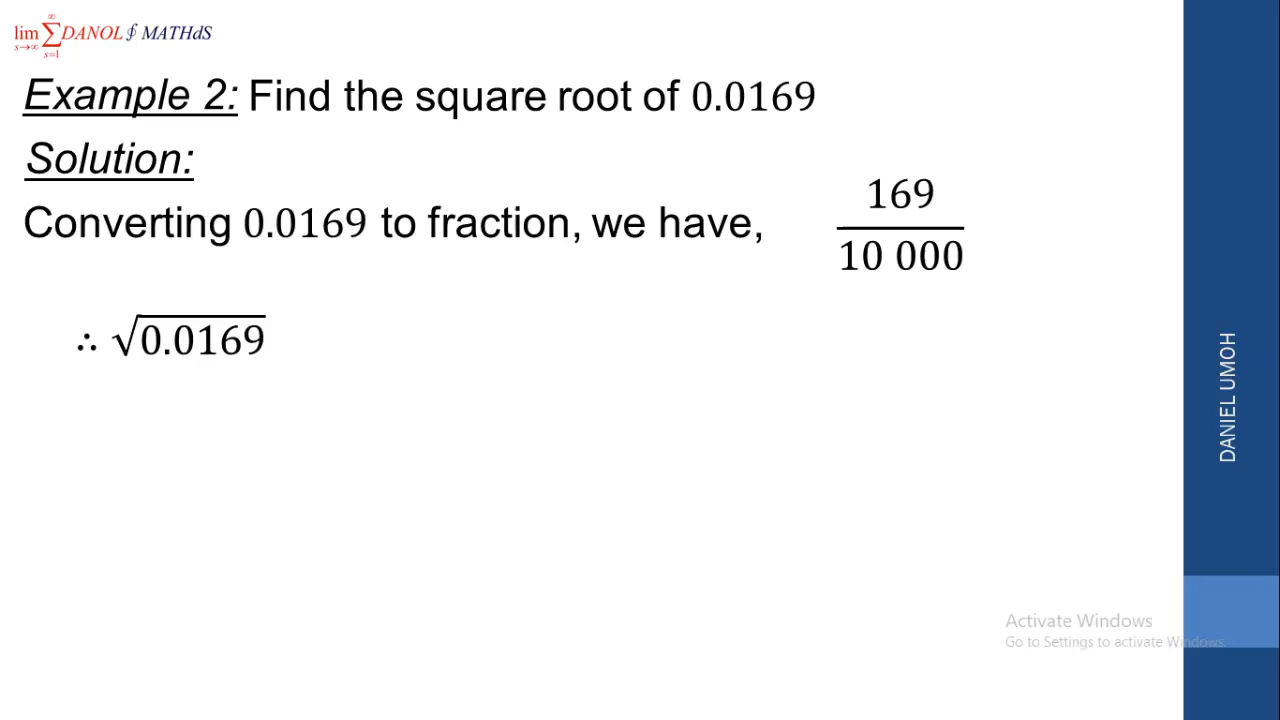 lim s→∞ ∞ ∑ s=1 DANOL ∮ MATHdS
Example 2: Find the square root of 0.0169
Solution:
Converting 0.0169 to fraction, we have, 169/10 000
∴ √0.0169
DANIEL UMOH
Activate Windows
Go to Settings to activate Windows.